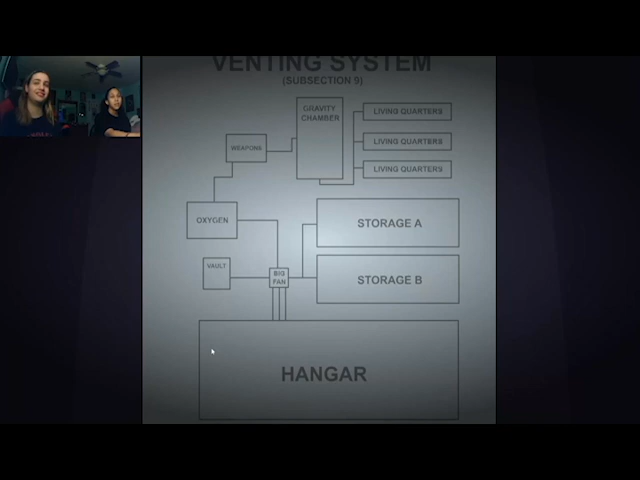 VENTING SYSTEM
(SUBSECTION 9)
GRAVITY
CHAMBER
LIVING QUARTERS
WEAPONS
LIVING QUARTERS
LIVING QUARTERS
OXYGEN
STORAGE A
VAULT
BIG
FAN
STORAGE B
HANGAR